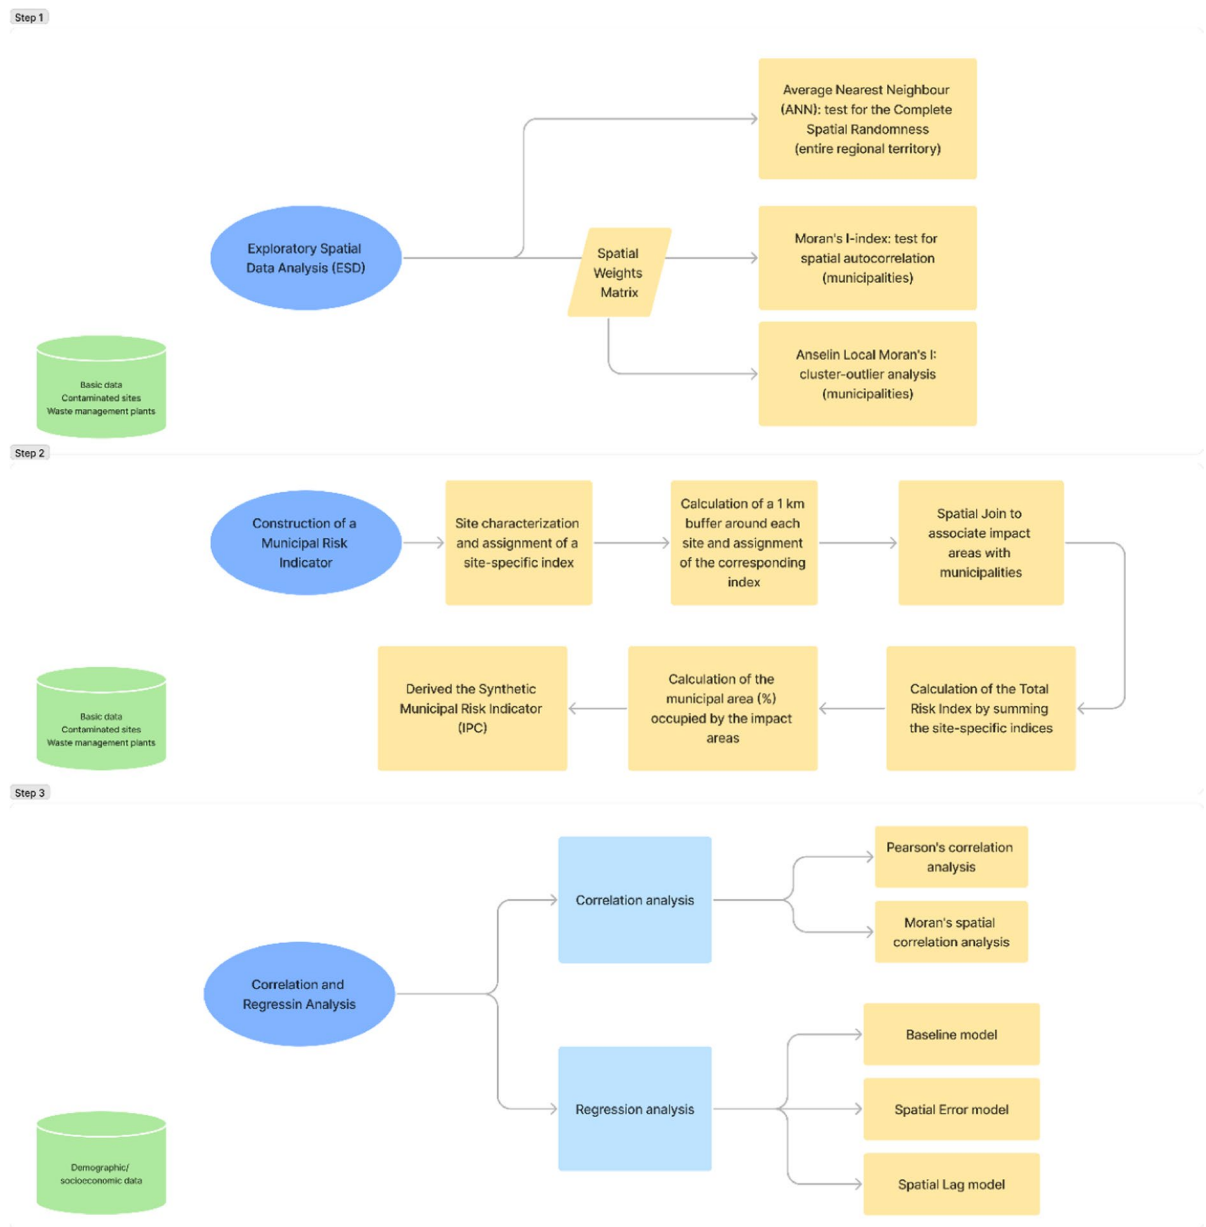 Step 1
Average Nearest Neighbour
(ANN): test for the Complete
Spatial Randomness
(entire regional territory)
Exploratory Spatial
Data Analysis (ESD)
Spatial
Weights
Matrix
Moran's I-index: test for
spatial autocorrelation
(municipalities)
Anselin Local Moran's I:
cluster-outlier analysis
(municipalities)
Basic data
Contaminated sites
Waste management plants
Step 2
Construction of a
Municipal Risk
Indicator
Site characterization
and assignment of a
site-specific index
Calculation of a 1 km
buffer around each
site and assignment
of the corresponding
index
Spatial Join to
associate impact
areas with
municipalities
Calculation of the Total
Risk Index by summing
the site-specific indices
Calculation of the
municipal area (%)
occupied by the impact
areas
Derived the Synthetic
Municipal Risk Indicator
(IPC)
Basic data
Contaminated sites
Waste management plants
Step 3
Correlation and
Regressin Analysis
Correlation analysis
Pearson's correlation
analysis
Moran's spatial
correlation analysis
Regression analysis
Baseline model
Spatial Error model
Spatial Lag model
Demographic/
socioeconomic data